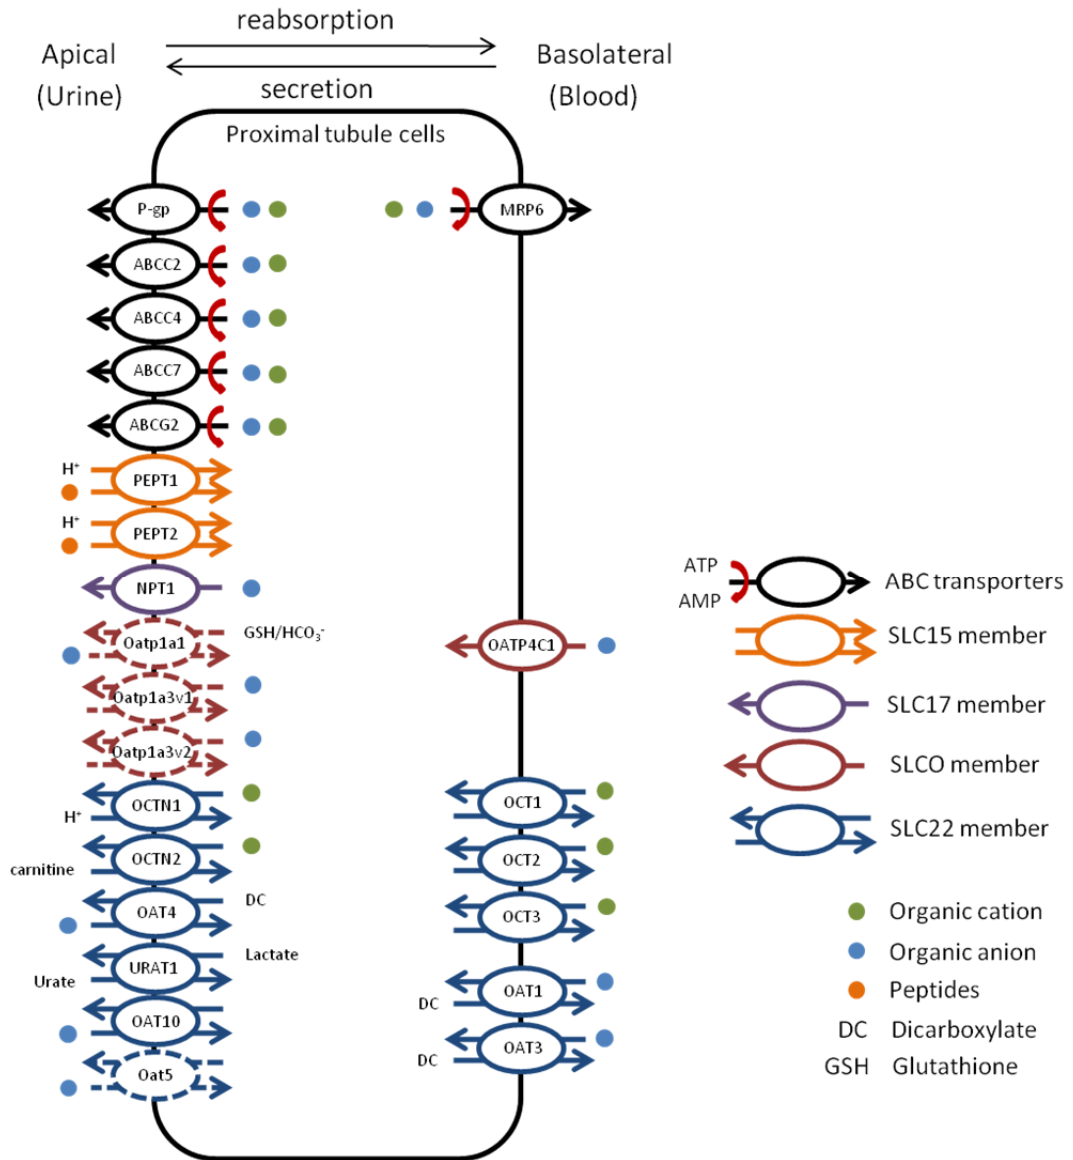 reabsorption
Apical
(Urine)
Basolateral
(Blood)
secretion
Proximal tubule cells
P-gp
MRP6
ABCC2
ABCC4
ABCC7
ABCG2
H⁺
PEPT1
H⁺
PEPT2
NPT1
Oatp1a1
GSH/HCO₃⁻
OATP4C1
Oatp1a3v1
Oatp1a3v2
OCTN1
H⁺
OCT1
OCTN2
carnitine
OCT2
OAT4
DC
OCT3
URAT1
Lactate
Urate
OAT1
DC
OAT10
OAT3
DC
Oat5
ATP
AMP
ABC transporters
SLC15 member
SLC17 member
SLCO member
SLC22 member
Organic cation
Organic anion
Peptides
DC Dicarboxylate
GSH Glutathione